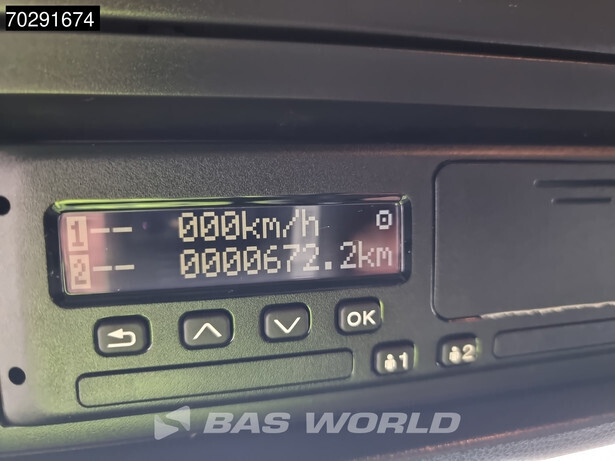 70291674
1-- 000km/h
2-- 0000672.2km
OK
1 2
BAS WORLD